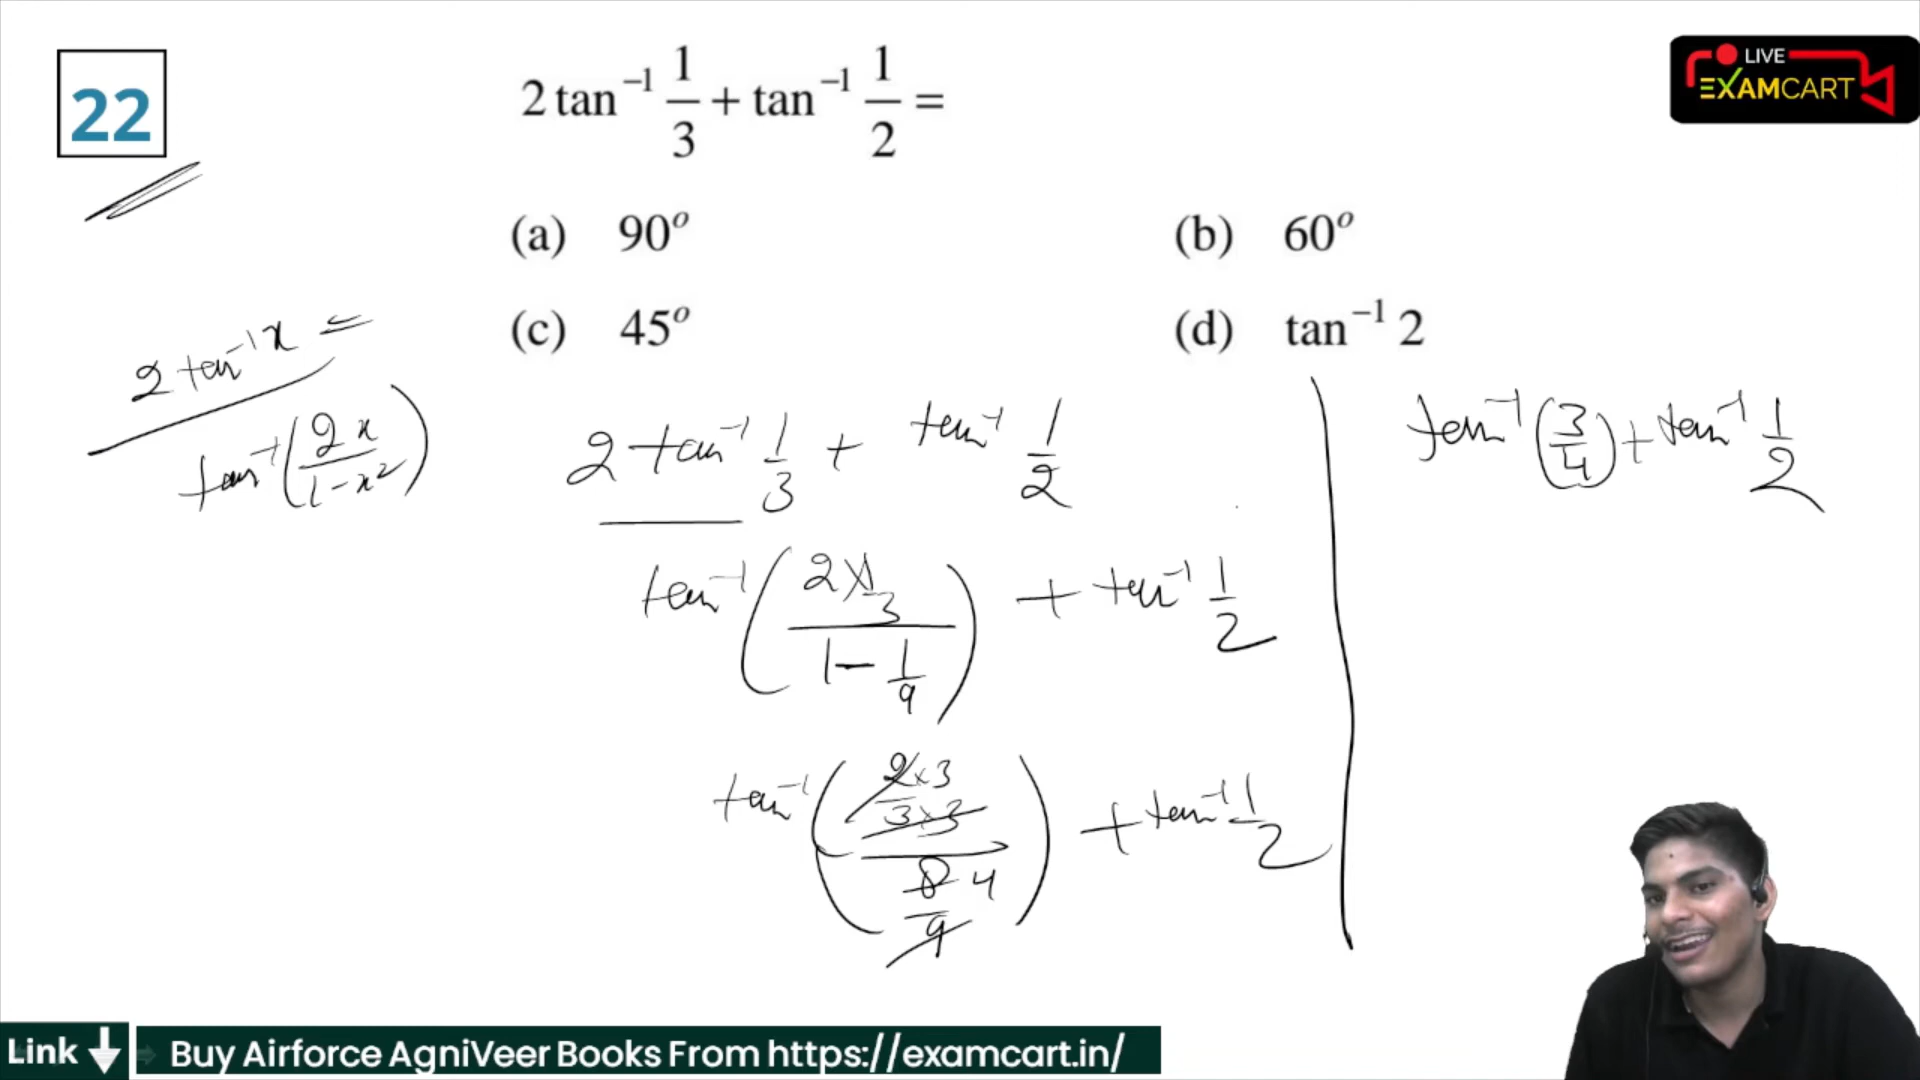 22
2 tan⁻¹ 1/3 + tan⁻¹ 1/2 =
LIVE
EXAMCART
(a) 90°
(b) 60°
(c) 45°
(d) tan⁻¹ 2
2 tan⁻¹ x =
tan⁻¹ (2x/1-x²)
2 tan⁻¹ 1/3 + tan⁻¹ 1/2
tan⁻¹ (2×1/3 / 1 - 1/9) + tan⁻¹ 1/2
tan⁻¹ (2×3/3×3 / 8/9 4) + tan⁻¹ 1/2
tan⁻¹ (3/4) + tan⁻¹ 1/2
Link
Buy Airforce AgniVeer Books From https://examcart.in/